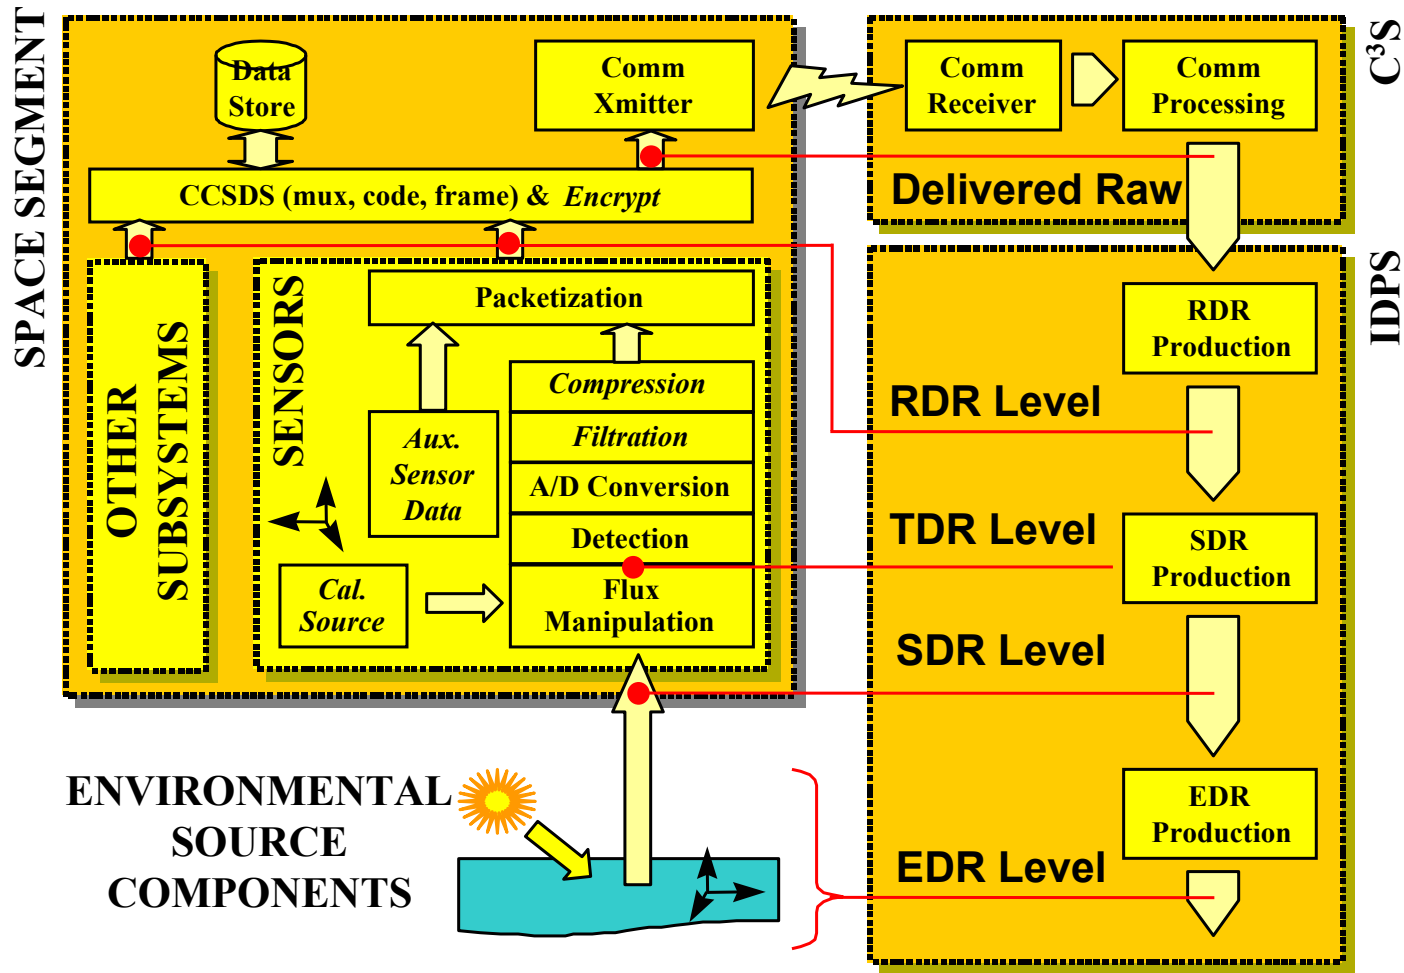 SPACE SEGMENT
Data
Store
Comm
Xmitter
CCSDS (mux, code, frame) & Encrypt
OTHER
SUBSYSTEMS
SENSORS
Packetization
Compression
Filtration
A/D Conversion
Detection
Flux
Manipulation
Aux.
Sensor
Data
Cal.
Source
ENVIRONMENTAL
SOURCE
COMPONENTS
C3S
Comm
Receiver
Comm
Processing
Delivered Raw
IDPS
RDR
Production
RDR Level
TDR Level
SDR
Production
SDR Level
EDR
Production
EDR Level